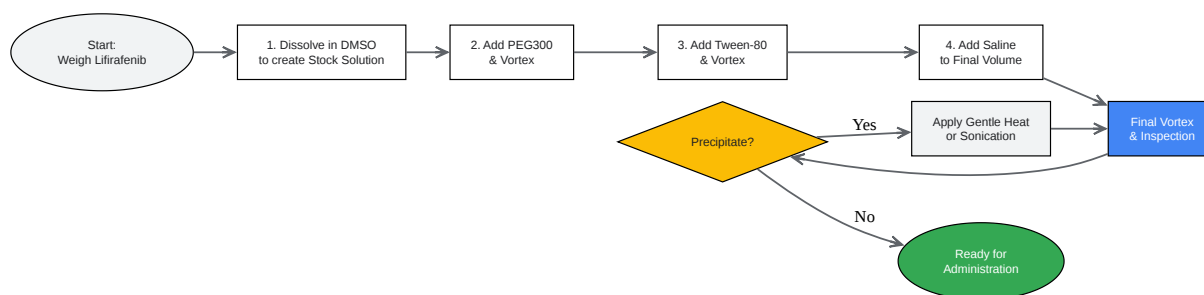 Start:
Weigh Lifirafenib
1. Dissolve in DMSO
to create Stock Solution
2. Add PEG300
& Vortex
3. Add Tween-80
& Vortex
4. Add Saline
to Final Volume
Precipitate?
Yes
Apply Gentle Heat
or Sonication
Final Vortex
& Inspection
No
Ready for
Administration